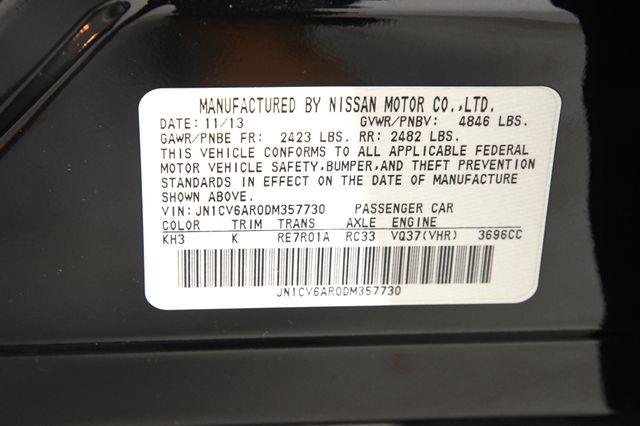 MANUFACTURED BY NISSAN MOTOR CO.,LTD.
DATE: 11/13 GVWR/PNBV: 4846 LBS.
GAWR/PNBE FR: 2423 LBS. RR: 2482 LBS.
THIS VEHICLE CONFORMS TO ALL APPLICABLE FEDERAL
MOTOR VEHICLE SAFETY,BUMPER,AND THEFT PREVENTION
STANDARDS IN EFFECT ON THE DATE OF MANUFACTURE
SHOWN ABOVE.
VIN: JN1CV6AR0DM357730 PASSENGER CAR
COLOR TRIM TRANS AXLE ENGINE
KH3 K RE7R01A RC33 VQ37(VHR) 3696CC
JN1CV6AR0DM357730